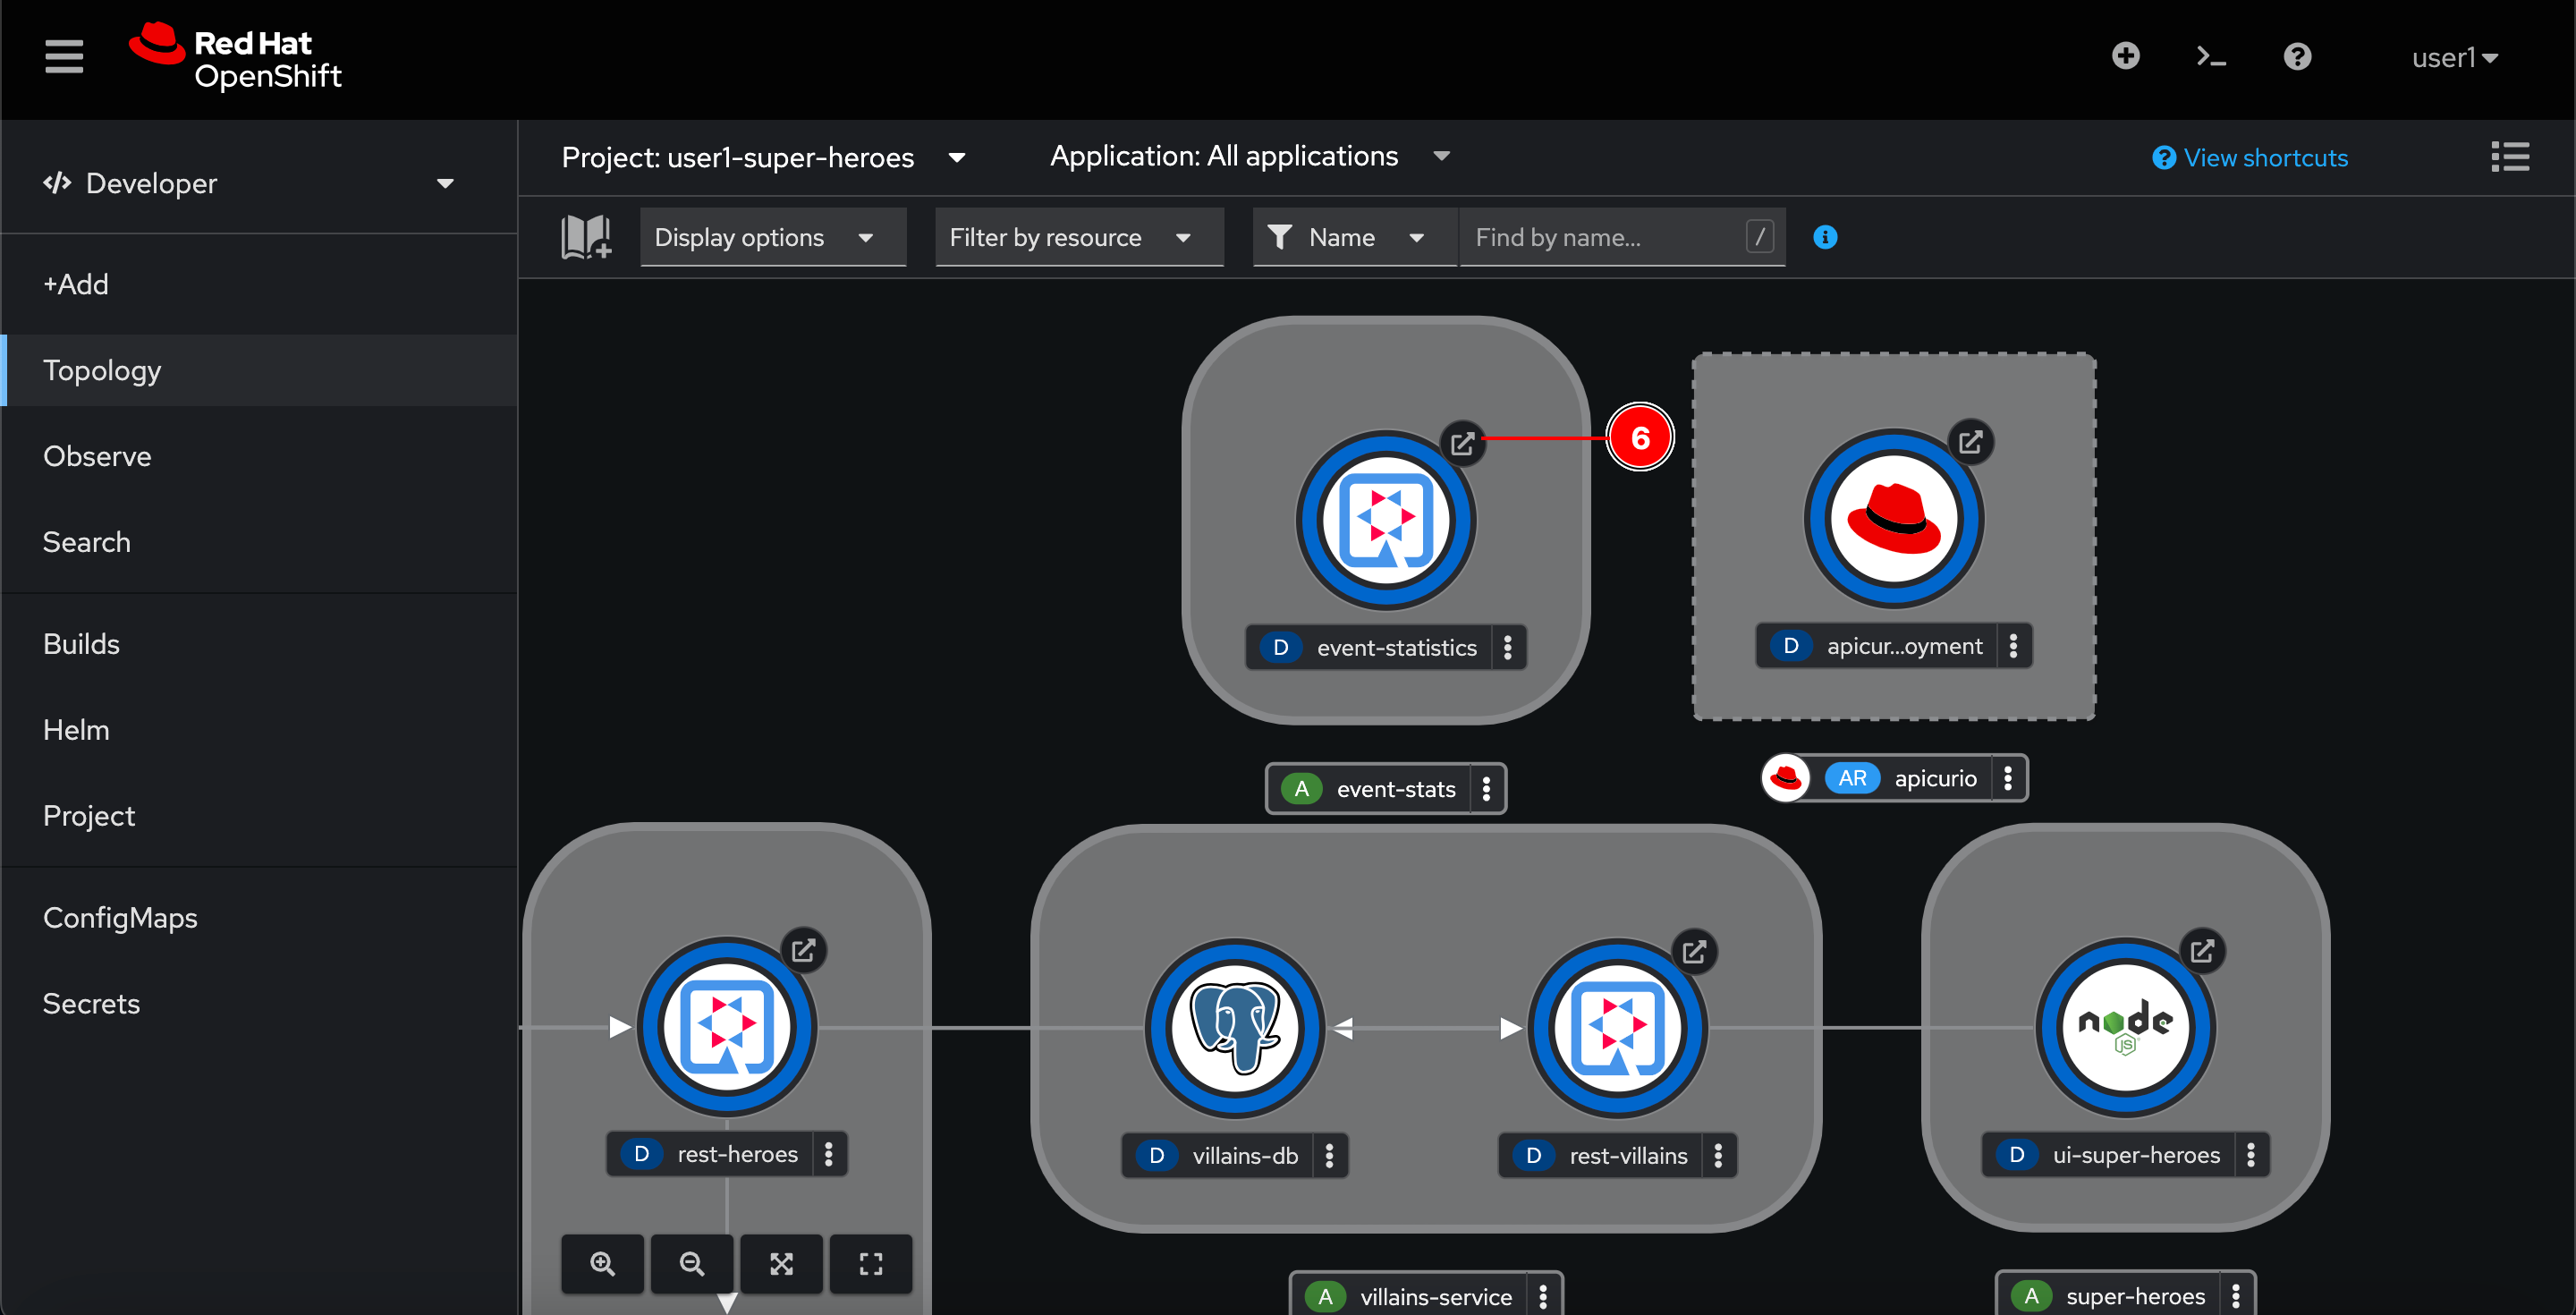 Red Hat
OpenShift
user1
Developer
+Add
Topology
Observe
Search
Builds
Helm
Project
ConfigMaps
Secrets
Project: user1-super-heroes
Application: All applications
View shortcuts
Display options
Filter by resource
Name
Find by name...
/
6
D event-statistics
D apicur...oyment
A event-stats
AR apicurio
node
JS
D rest-heroes
D villains-db
D rest-villains
D ui-super-heroes
A villains-service
A super-heroes